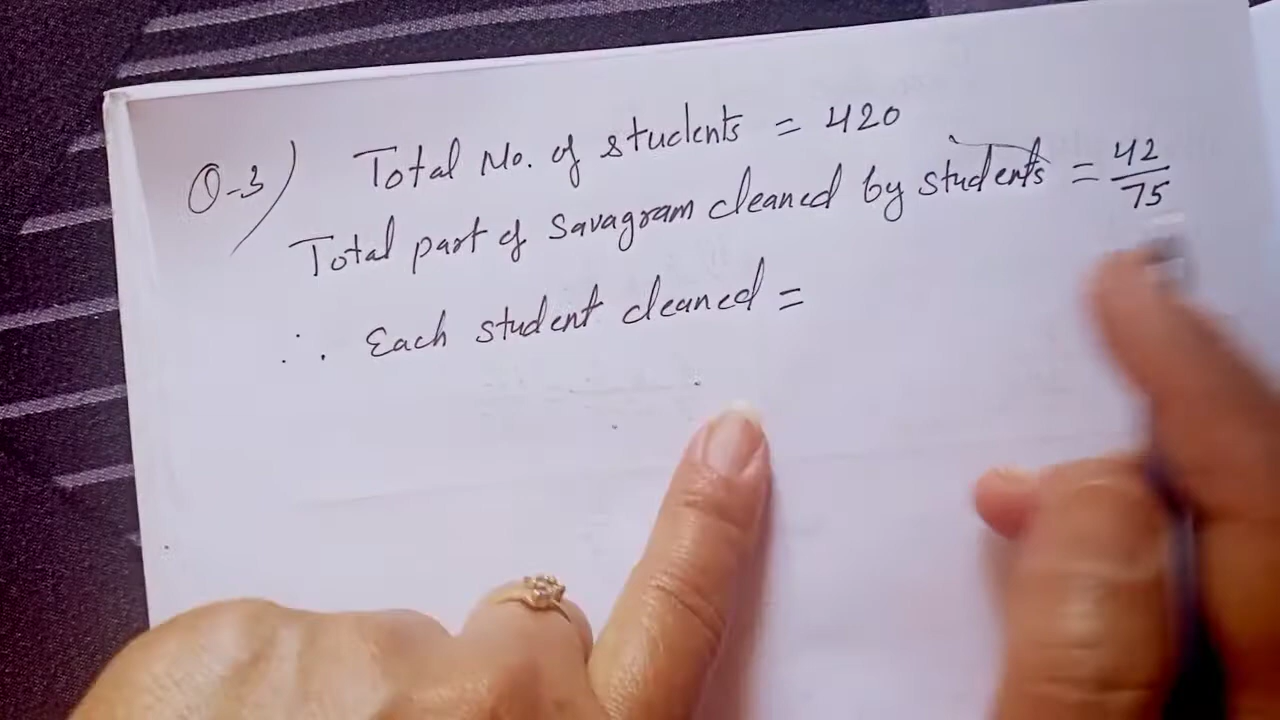 Q-3) Total No. of students = 420
Total part of Savagram cleaned by students = 42/75
∴ Each student cleaned =